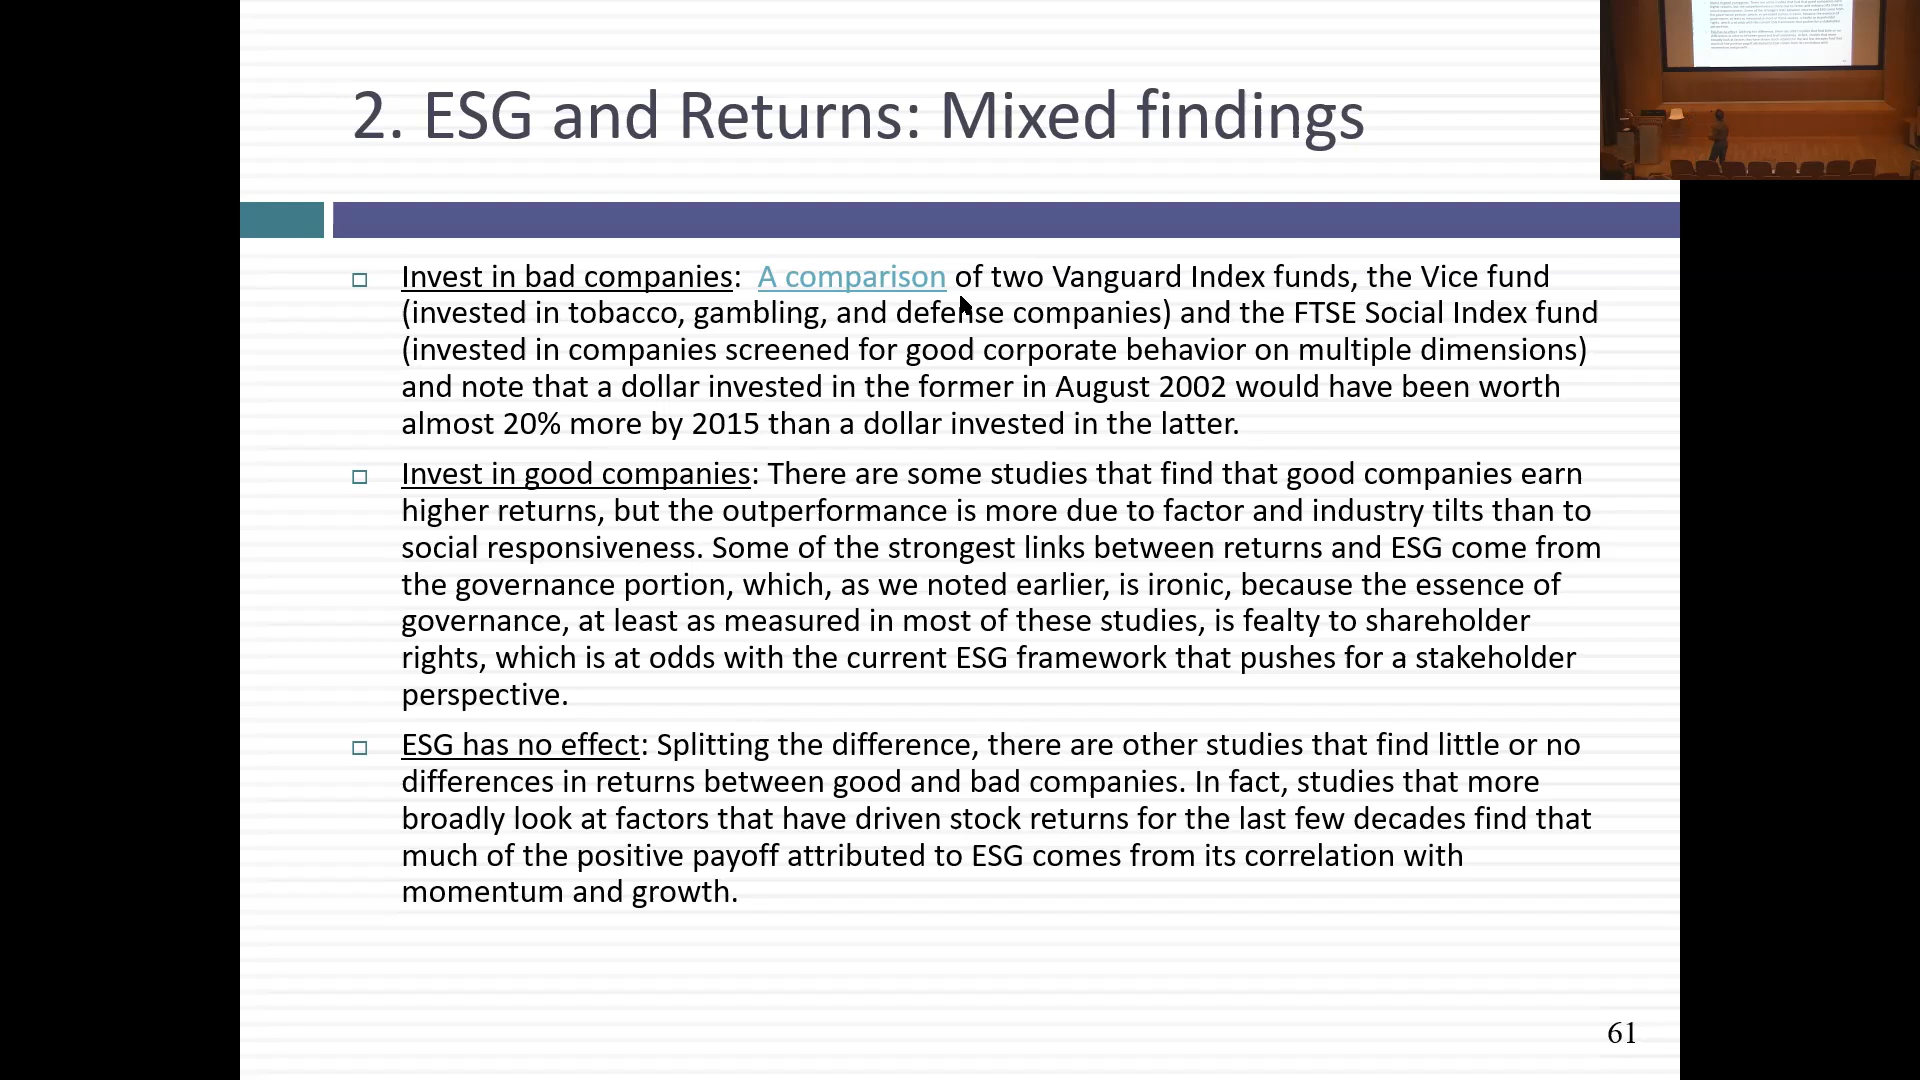 2. ESG and Returns: Mixed findings
Invest in bad companies: A comparison of two Vanguard Index funds, the Vice fund
(invested in tobacco, gambling, and defense companies) and the FTSE Social Index fund
(invested in companies screened for good corporate behavior on multiple dimensions)
and note that a dollar invested in the former in August 2002 would have been worth
almost 20% more by 2015 than a dollar invested in the latter.
Invest in good companies: There are some studies that find that good companies earn
higher returns, but the outperformance is more due to factor and industry tilts than to
social responsiveness. Some of the strongest links between returns and ESG come from
the governance portion, which, as we noted earlier, is ironic, because the essence of
governance, at least as measured in most of these studies, is fealty to shareholder
rights, which is at odds with the current ESG framework that pushes for a stakeholder
perspective.
ESG has no effect: Splitting the difference, there are other studies that find little or no
differences in returns between good and bad companies. In fact, studies that more
broadly look at factors that have driven stock returns for the last few decades find that
much of the positive payoff attributed to ESG comes from its correlation with
momentum and growth.
61